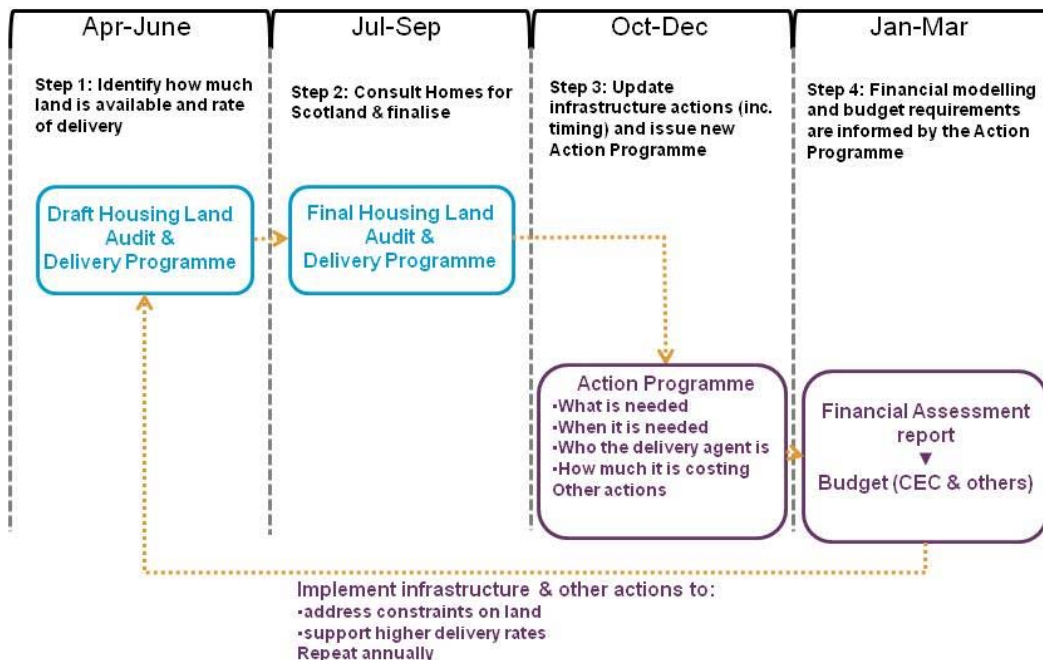 Apr-June
Jul-Sep
Oct-Dec
Jan-Mar
Step 1: Identify how much
land is available and rate
of delivery
Step 2: Consult Homes for
Scotland & finalise
Step 3: Update
infrastructure actions (inc.
timing) and issue new
Action Programme
Step 4: Financial modelling
and budget requirements
are informed by the Action
Programme
Draft Housing Land
Audit &
Delivery Programme
Final Housing Land
Audit &
Delivery Programme
Action Programme
▪What is needed
▪When it is needed
▪Who the delivery agent is
▪How much it is costing
Other actions
Financial Assessment
report
Budget (CEC & others)
Implement infrastructure & other actions to:
▪address constraints on land
▪support higher delivery rates
Repeat annually